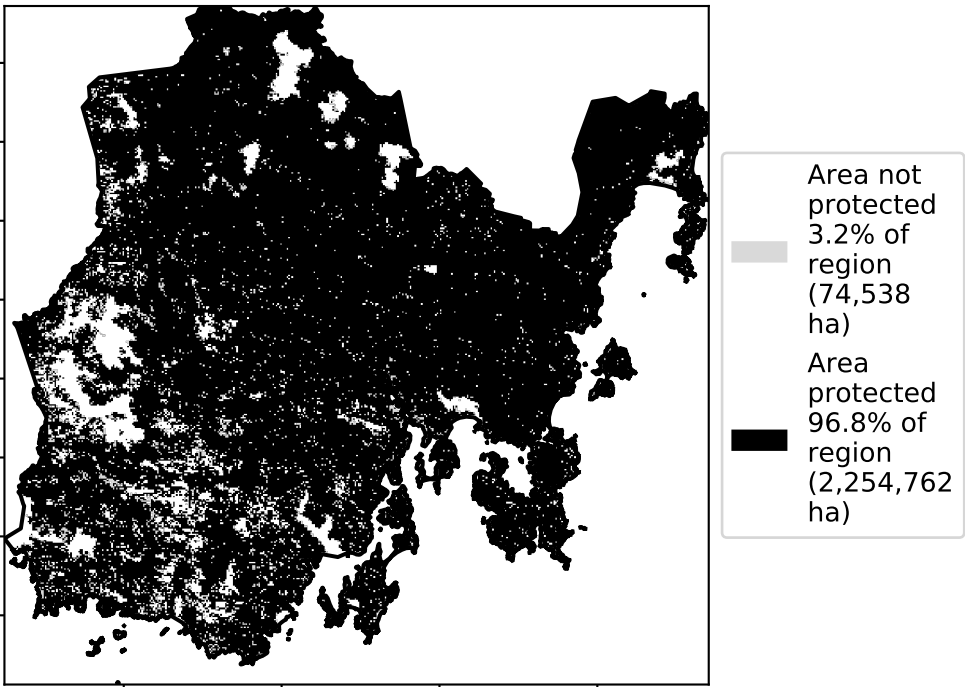 Area not
protected
3.2% of
region
(74,538
ha)
Area
protected
96.8% of
region
(2,254,762
ha)